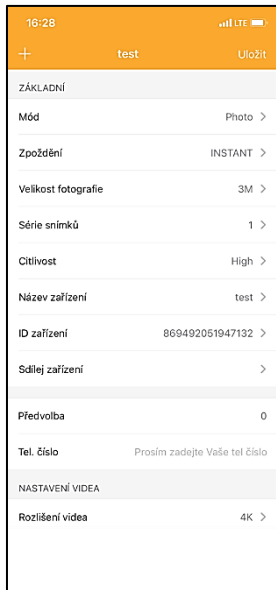 16:28 LTE
+ test Uložit
ZÁKLADNÍ
Mód Photo >
Zpoždění INSTANT >
Velikost fotografie 3M >
Série snímků 1 >
Citlivost High >
Název zařízení test >
ID zařízení 869492051947132 >
Sdílej zařízení >
Předvolba 0
Tel. číslo Prosím zadejte Vaše tel číslo
NASTAVENÍ VIDEA
Rozlišení videa 4K >